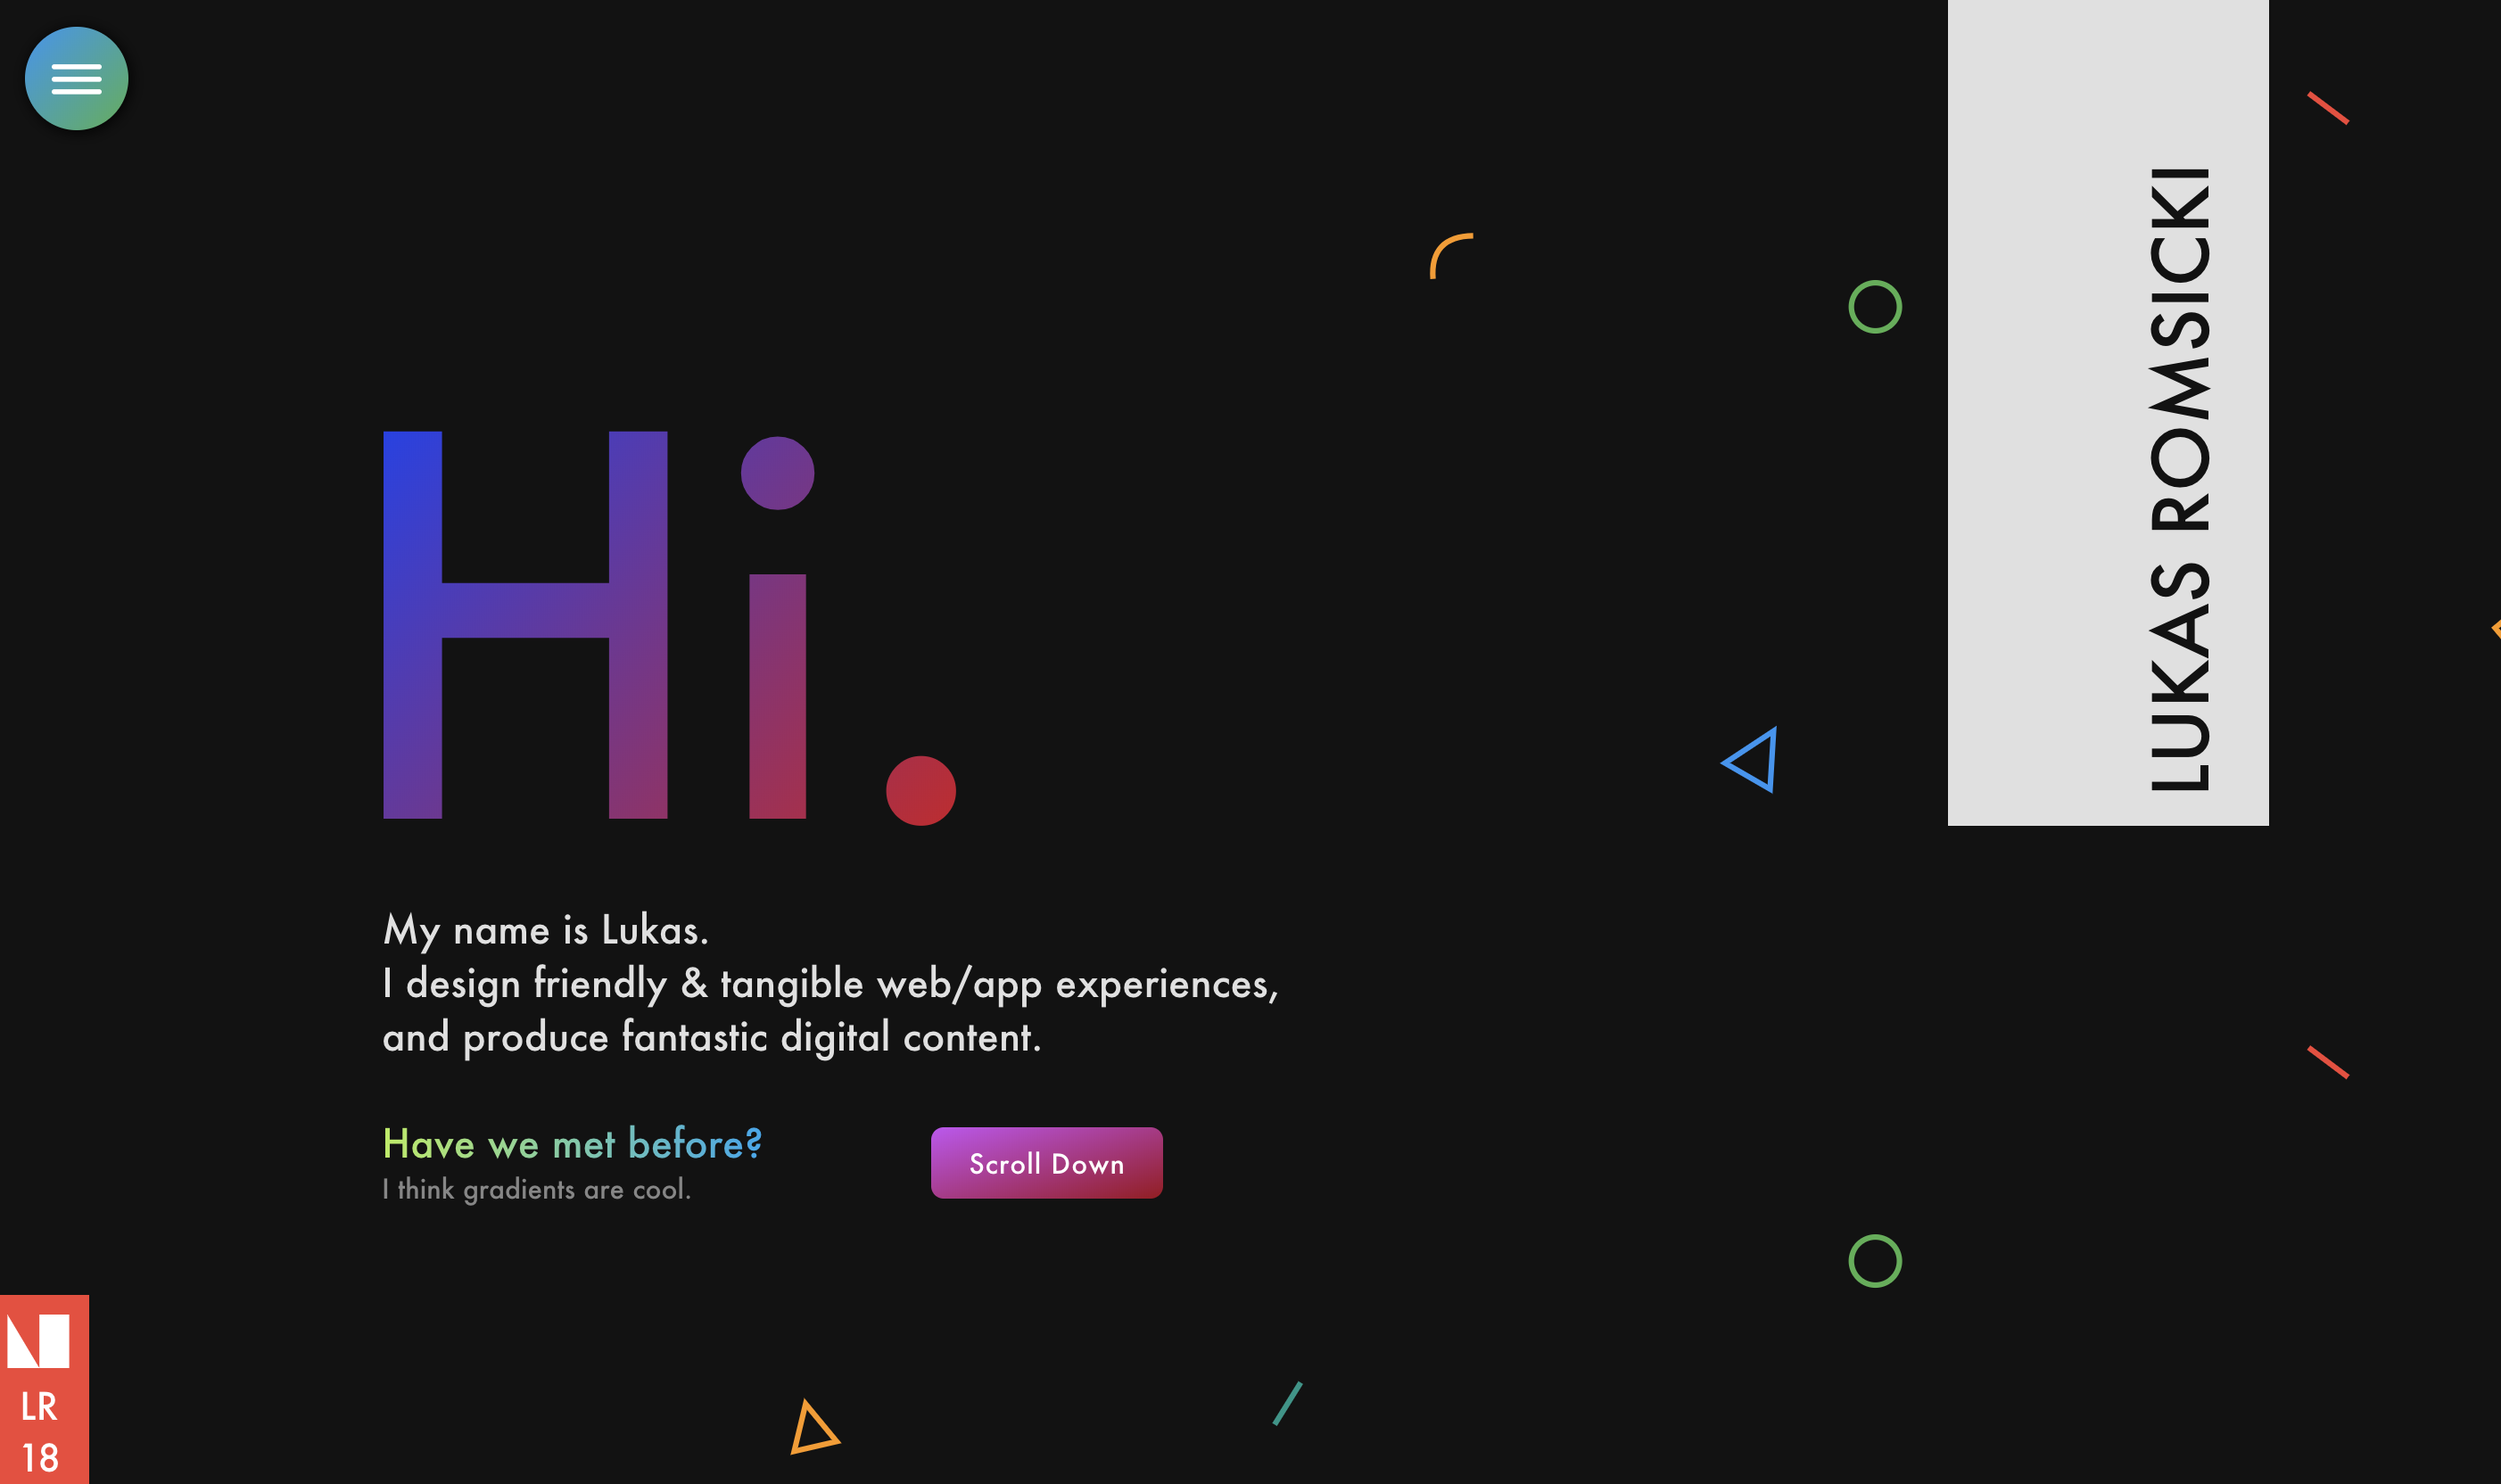 LUKAS ROMSICKI
Hi.
My name is Lukas.
I design friendly & tangible web/app experiences,
and produce fantastic digital content.
Have we met before?
I think gradients are cool.
Scroll Down
LR
18